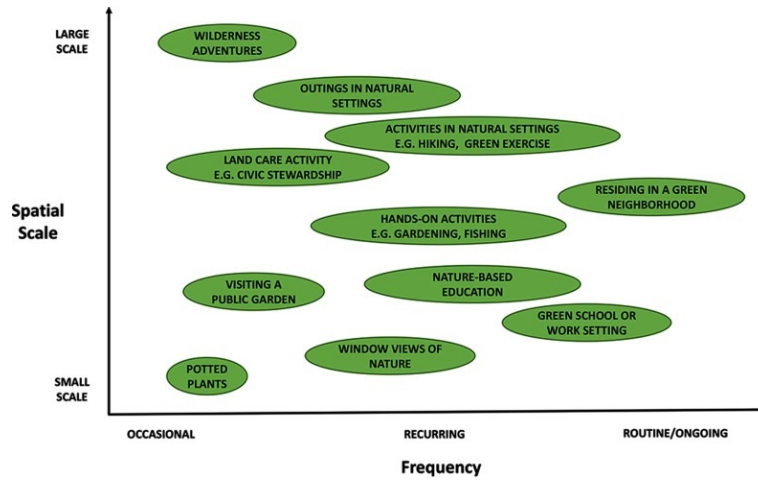 LARGE
SCALE
WILDERNESS
ADVENTURES
OUTINGS IN NATURAL
SETTINGS
ACTIVITIES IN NATURAL SETTINGS
E.G. HIKING, GREEN EXERCISE
LAND CARE ACTIVITY
E.G. CIVIC STEWARDSHIP
RESIDING IN A GREEN
NEIGHBORHOOD
Spatial
Scale
HANDS-ON ACTIVITIES
E.G. GARDENING, FISHING
VISITING A
PUBLIC GARDEN
NATURE-BASED
EDUCATION
GREEN SCHOOL OR
WORK SETTING
WINDOW VIEWS OF
NATURE
POTTED
PLANTS
SMALL
SCALE
OCCASIONAL
RECURRING
ROUTINE/ONGOING
Frequency